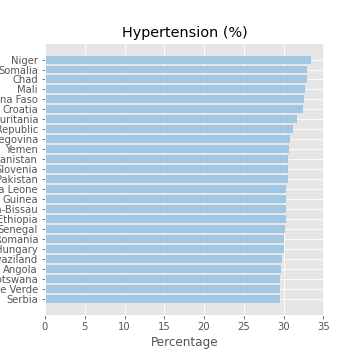 Hypertension (%)
Niger
Somalia
Chad
Mali
na Faso
Croatia
uritania
Republic
egovina
Yemen
anistan
Slovenia
Pakistan
a Leone
Guinea
-Bissau
Ethiopia
Senegal
Romania
Hungary
waziland
Angola
otswana
e Verde
Serbia
0 5 10 15 20 25 30 35
Percentage